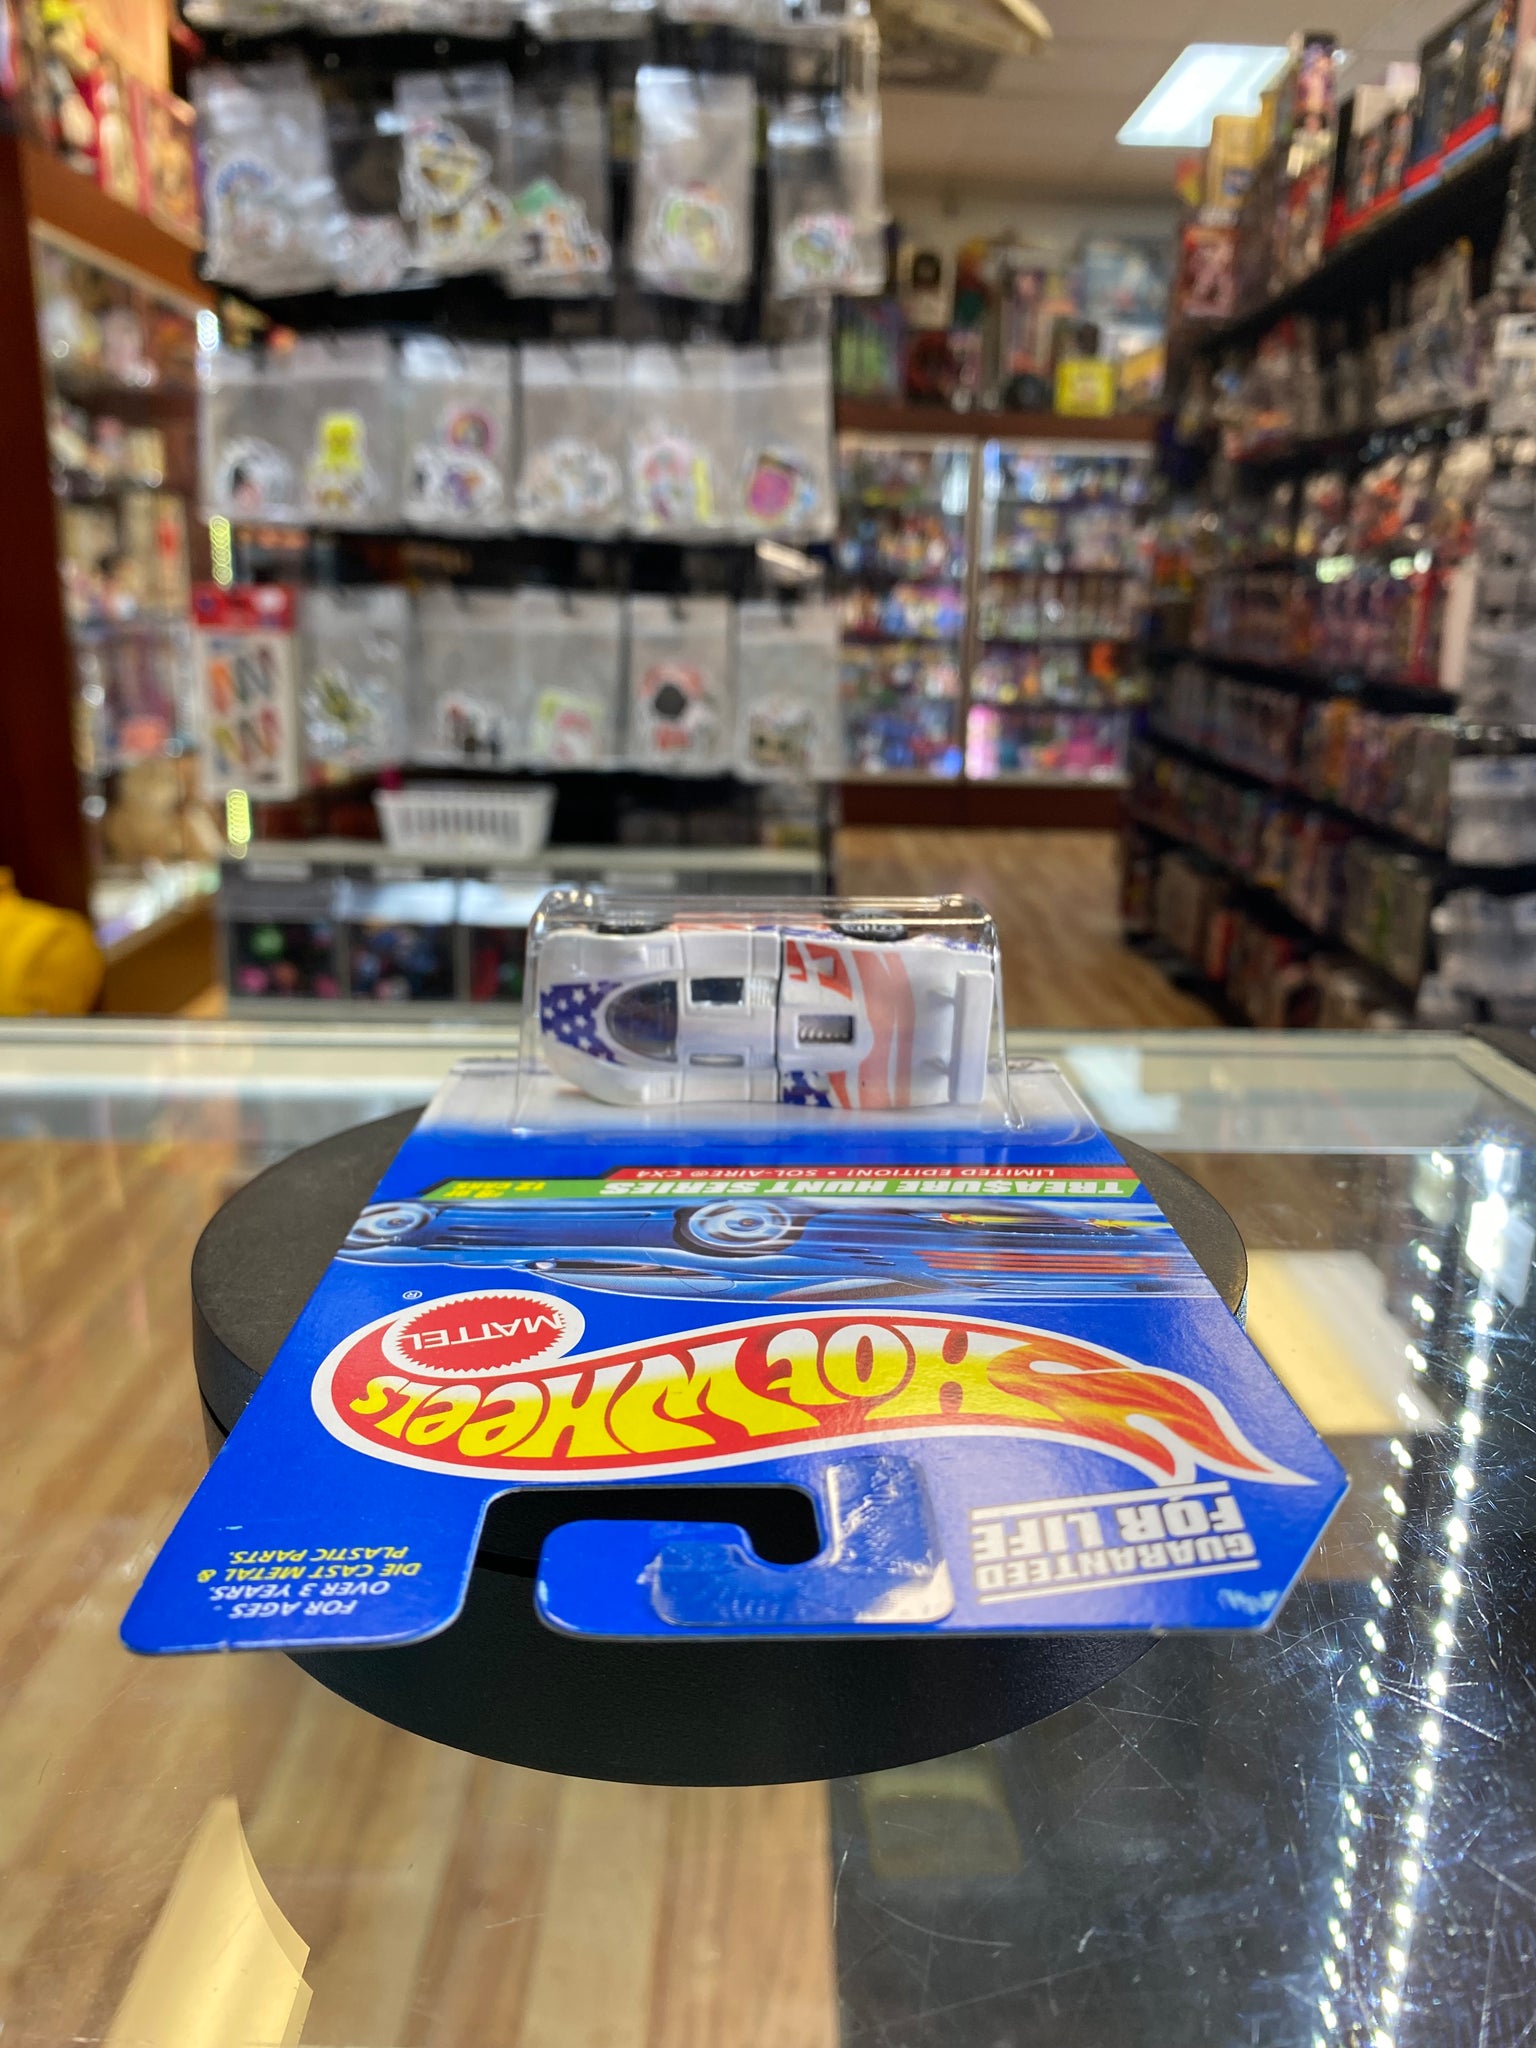 GUARANTEED
FOR LIFE
FOR AGES
OVER 3 YEARS.
DIE CAST METAL &
PLASTIC PARTS.
HOT WHEELS
MATTEL
®
TREA$URE HUNT SERIES
12 CARS
LIMITED EDITION! • SOL-AIRE® CX4